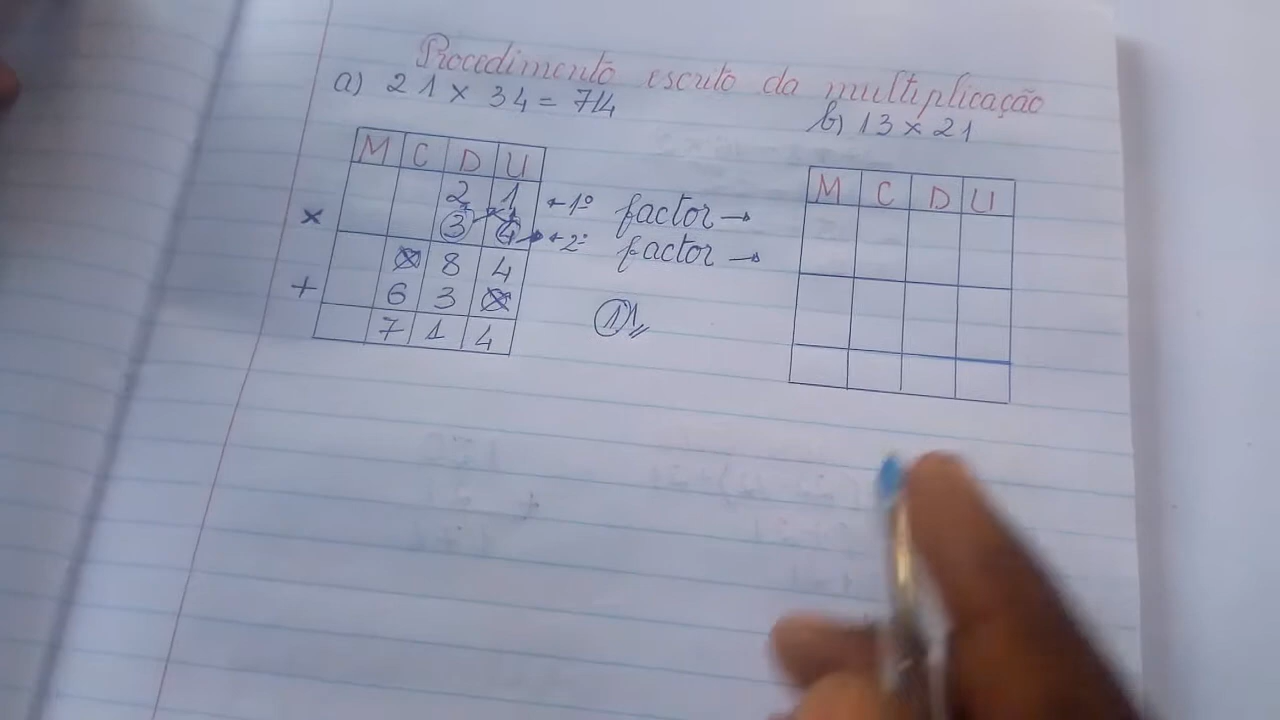 Procedimento escrito da multiplicação
a) 21 x 34 = 714
b) 13 x 21
M C D U
2 1 ← 1º factor →
x 3 4 ← 2º factor →
x 8 4
+ 6 3 x
7 1 4
11
M C D U